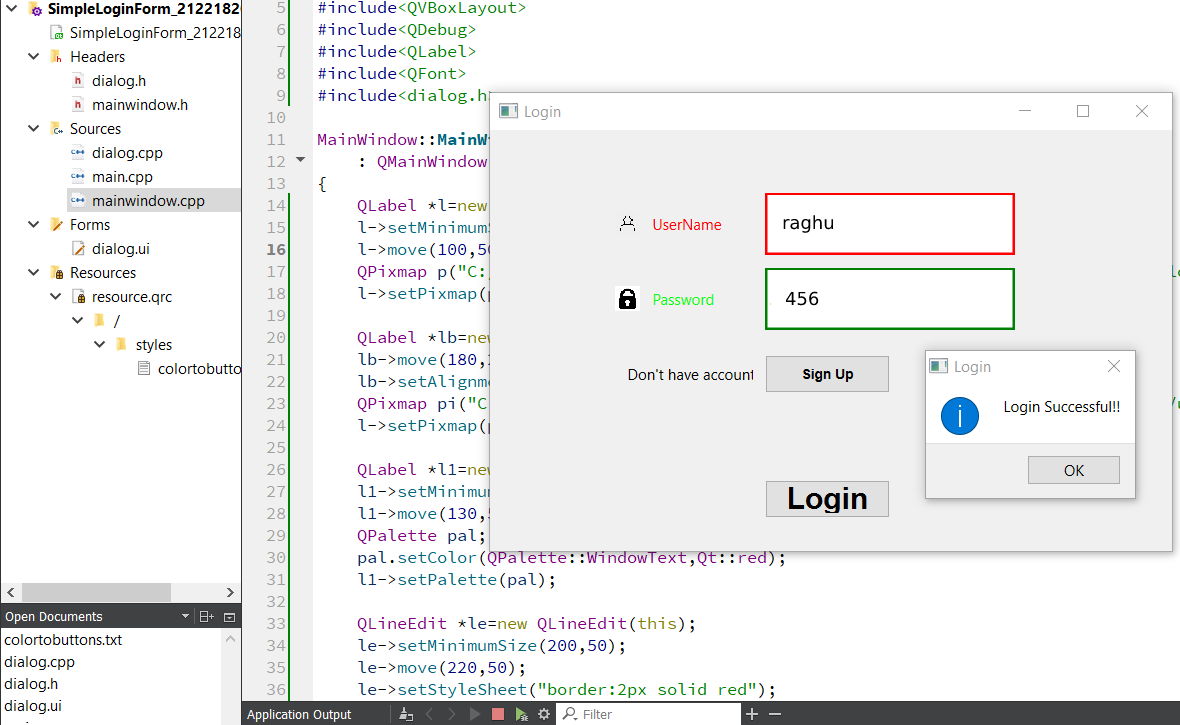 SimpleLoginForm_2122182
SimpleLoginForm_21221
Headers
dialog.h
mainwindow.h
Sources
dialog.cpp
main.cpp
mainwindow.cpp
Forms
dialog.ui
Resources
resource.qrc
/
styles
colortobutto
Open Documents
colortobuttons.txt
dialog.cpp
dialog.h
dialog.ui
5 #include<QVBoxLayout>
6 #include<QDebug>
7 #include<QLabel>
8 #include<QFont>
9 #include<dialog.h
10
11 MainWindow::MainWi
12 : QMainWindow
13 {
14 QLabel *l=new
15 l->setMinimumS
16 l->move(100,50
17 QPixmap p("C:
18 l->setPixmap(p
19
20 QLabel *lb=new
21 lb->move(180,
22 lb->setAlignme
23 QPixmap pi("C
24 l->setPixmap(p
25
26 QLabel *l1=new
27 l1->setMinimu
28 l1->move(130,5
29 QPalette pal;
30 pal.setColor(QPalette::WindowText,Qt::red);
31 l1->setPalette(pal);
32
33 QLineEdit *le=new QLineEdit(this);
34 le->setMinimumSize(200,50);
35 le->move(220,50);
36 le->setStyleSheet("border:2px solid red");
Login
UserName
raghu
Password
456
Don't have account
Sign Up
Login
Login
Login Successful!!
OK
Application Output
Filter